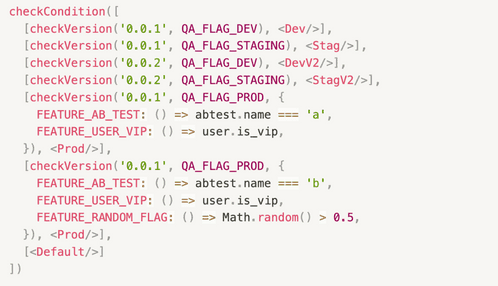 checkCondition([
  [checkVersion('0.0.1', QA_FLAG_DEV), <Dev/>],
  [checkVersion('0.0.1', QA_FLAG_STAGING), <Stag/>],
  [checkVersion('0.0.2', QA_FLAG_DEV), <DevV2/>],
  [checkVersion('0.0.2', QA_FLAG_STAGING), <StagV2/>],
  [checkVersion('0.0.1', QA_FLAG_PROD, {
    FEATURE_AB_TEST: () => abtest.name === 'a',
    FEATURE_USER_VIP: () => user.is_vip,
  }), <Prod/>],
  [checkVersion('0.0.1', QA_FLAG_PROD, {
    FEATURE_AB_TEST: () => abtest.name === 'b',
    FEATURE_USER_VIP: () => user.is_vip,
    FEATURE_RANDOM_FLAG: () => Math.random() > 0.5,
  }), <Prod/>],
  [<Default/>]
])